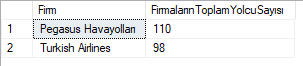 Firm FirmalarınToplamYolcuSayısı
1 Pegasus Havayolları 110
2 Turkish Airlines 98